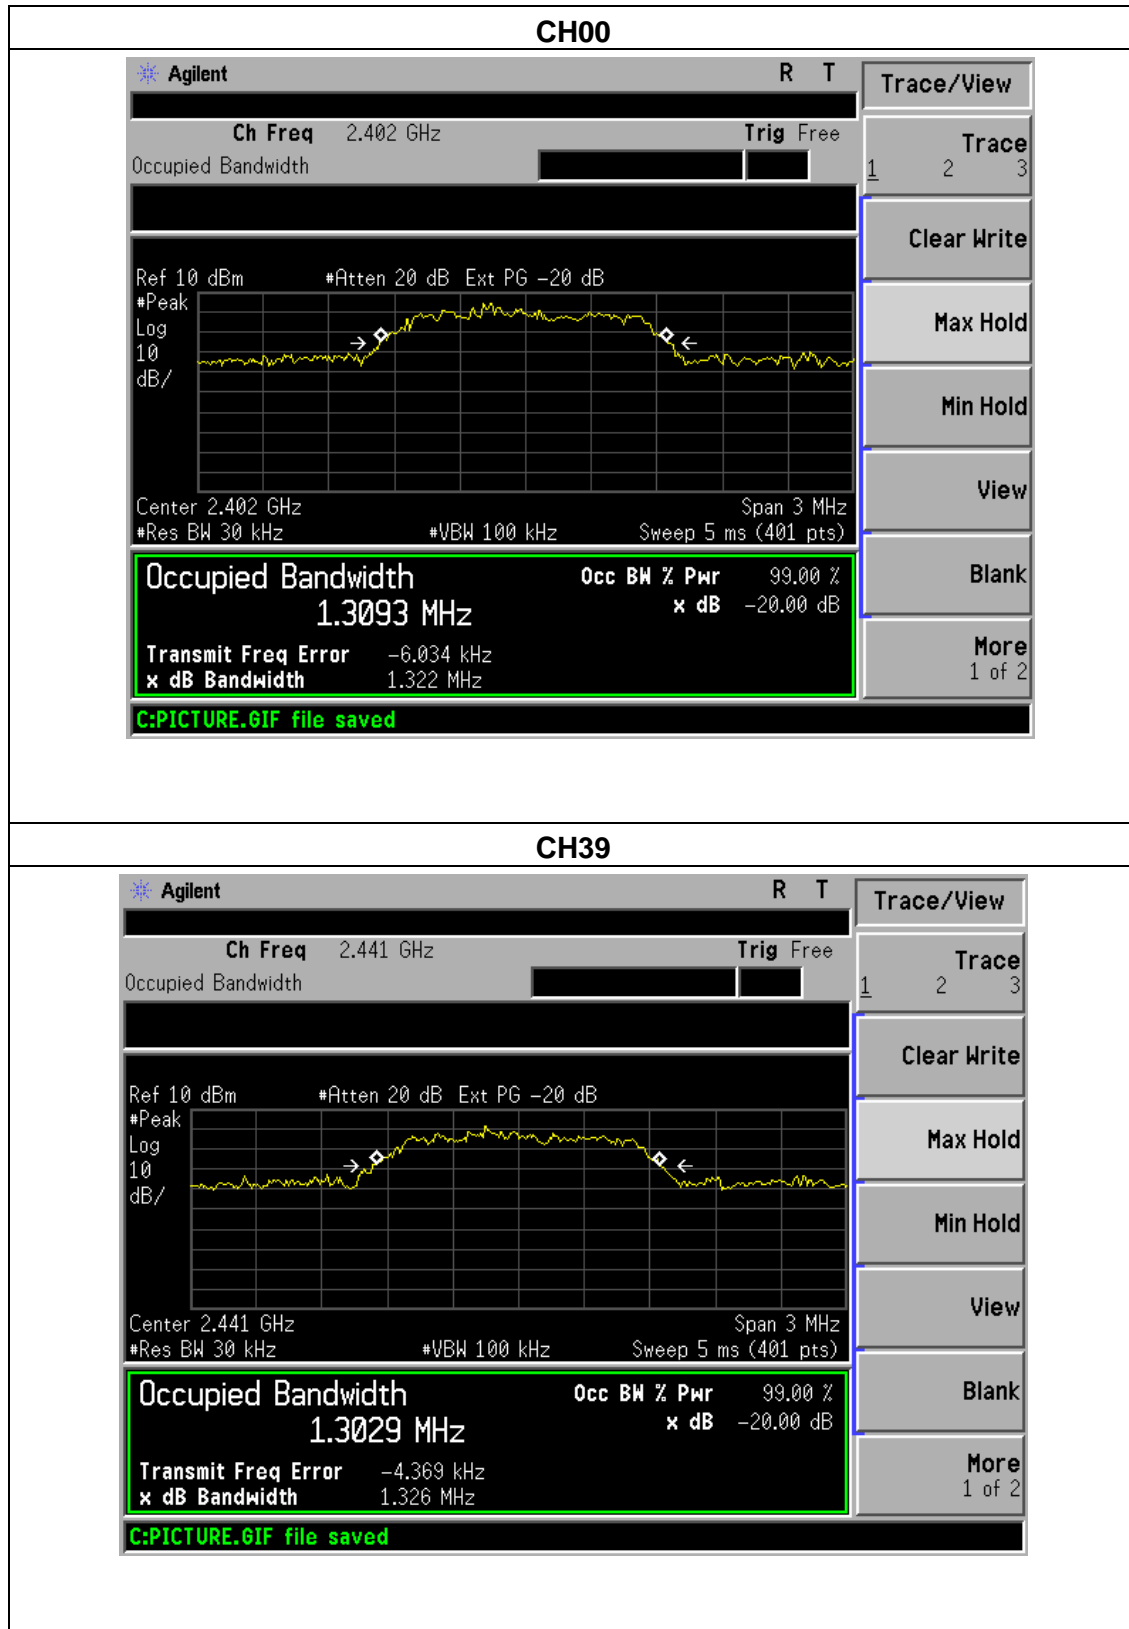 CH00
Agilent R T
Trace/View
Ch Freq 2.402 GHz Trig Free
Occupied Bandwidth
Trace
1 2 3
Clear Write
Ref 10 dBm #Atten 20 dB Ext PG -20 dB
#Peak
Log
10
dB/
Max Hold
Min Hold
View
Center 2.402 GHz Span 3 MHz
#Res BW 30 kHz #VBW 100 kHz Sweep 5 ms (401 pts)
Occupied Bandwidth Occ BW % Pwr 99.00 %
1.3093 MHz x dB -20.00 dB
Blank
Transmit Freq Error -6.034 kHz
x dB Bandwidth 1.322 MHz
More
1 of 2
C:PICTURE.GIF file saved
CH39
Agilent R T
Trace/View
Ch Freq 2.441 GHz Trig Free
Occupied Bandwidth
Trace
1 2 3
Clear Write
Ref 10 dBm #Atten 20 dB Ext PG -20 dB
#Peak
Log
10
dB/
Max Hold
Min Hold
View
Center 2.441 GHz Span 3 MHz
#Res BW 30 kHz #VBW 100 kHz Sweep 5 ms (401 pts)
Occupied Bandwidth Occ BW % Pwr 99.00 %
1.3029 MHz x dB -20.00 dB
Blank
Transmit Freq Error -4.369 kHz
x dB Bandwidth 1.326 MHz
More
1 of 2
C:PICTURE.GIF file saved